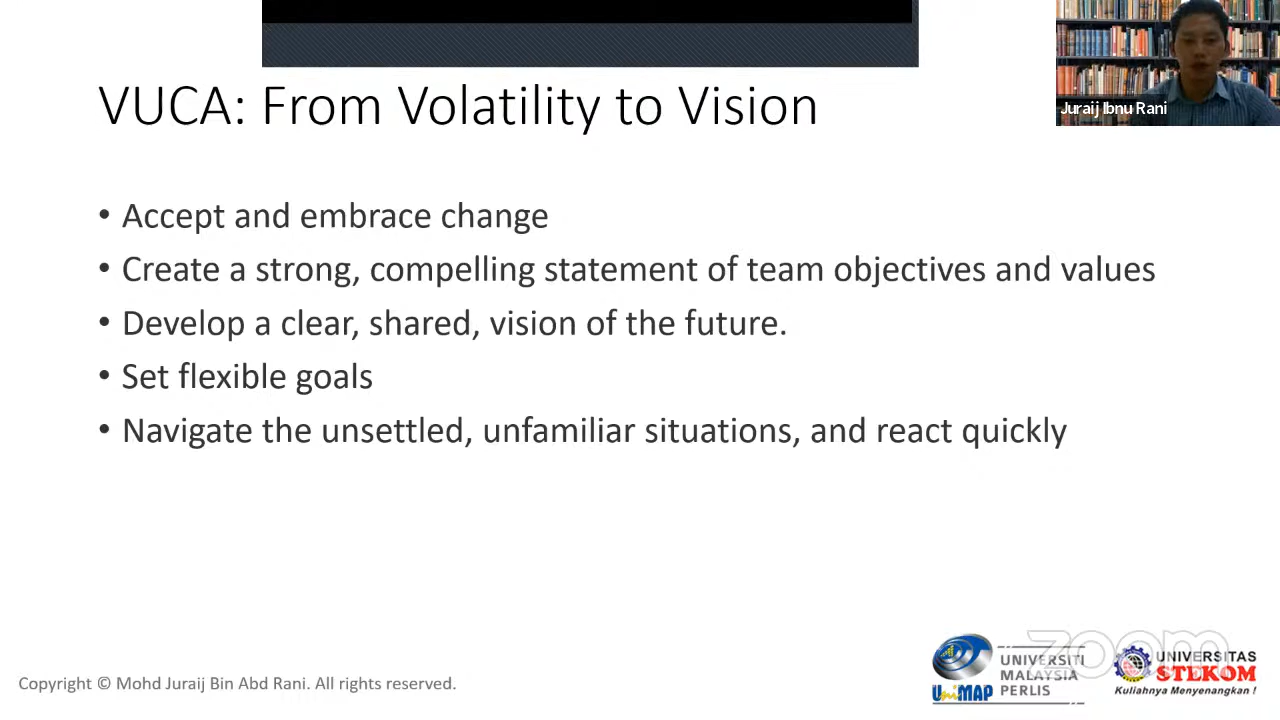 VUCA: From Volatility to Vision
Juraij Ibnu Rani
• Accept and embrace change
• Create a strong, compelling statement of team objectives and values
• Develop a clear, shared, vision of the future.
• Set flexible goals
• Navigate the unsettled, unfamiliar situations, and react quickly
Copyright © Mohd Juraij Bin Abd Rani. All rights reserved.
UniMAP
UNIVERSITI
MALAYSIA
PERLIS
zoom
UNIVERSITAS
STEKOM
Kuliahnya Menyenangkan !